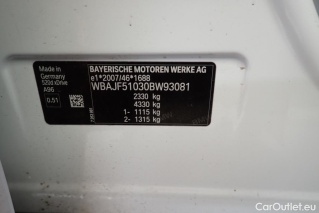 Made in
Germany
520d xDrive
A96
0.51
BAYERISCHE MOTOREN WERKE AG
e1*2007/46*1688
WBAJF51030BW93081
2330 kg
4330 kg
1- 1115 kg
2- 1315 kg
CarOutlet.eu